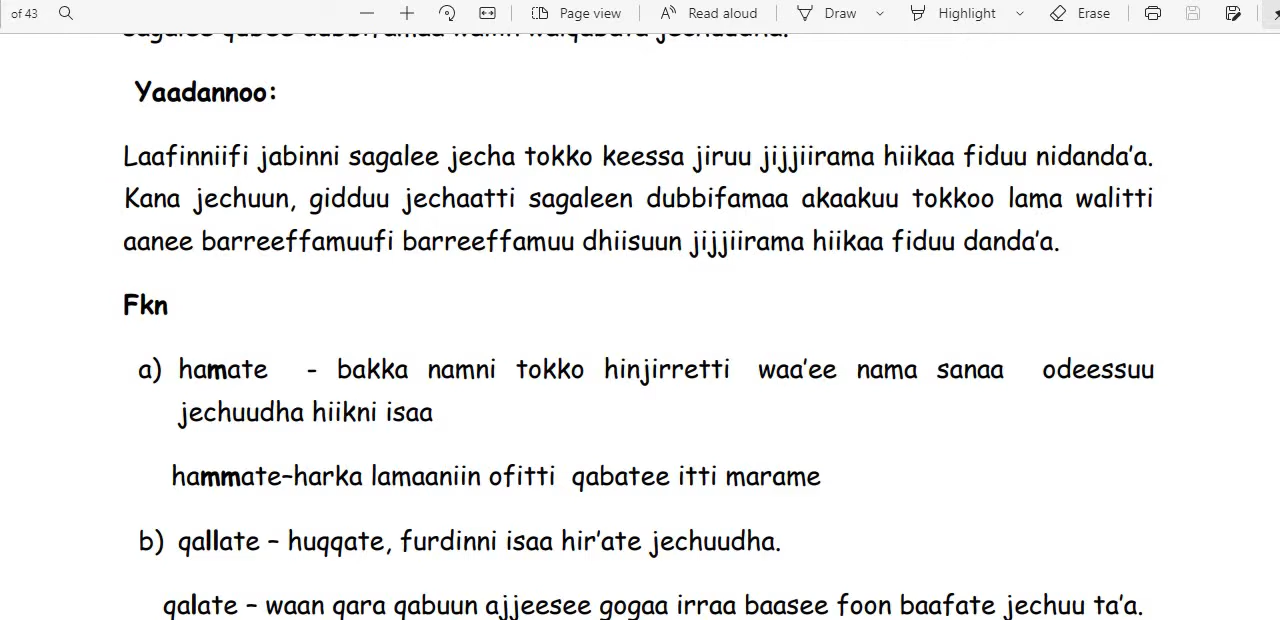 of 43
Page view
Read aloud
Draw
Highlight
Erase
Yaadannoo:
Laafinniifi jabinni sagalee jecha tokko keessa jiruu jijjiirama hiikaa fiduu nidanda'a.
Kana jechuun, gidduu jechaatti sagaleen dubbifamaa akaakuu tokkoo lama walitti
aanee barreeffamuufi barreeffamuu dhiisuun jijjiirama hiikaa fiduu danda'a.
Fkn
a) hamate - bakka namni tokko hinjirretti waa'ee nama sanaa odeessuu
jechuudha hiikni isaa
hammate–harka lamaaniin ofitti qabatee itti marame
b) qallate – huqqate, furdinni isaa hir'ate jechuudha.
qalate – waan qara qabuun ajjeesee gogaa irraa baasee foon baafate jechuu ta'a.